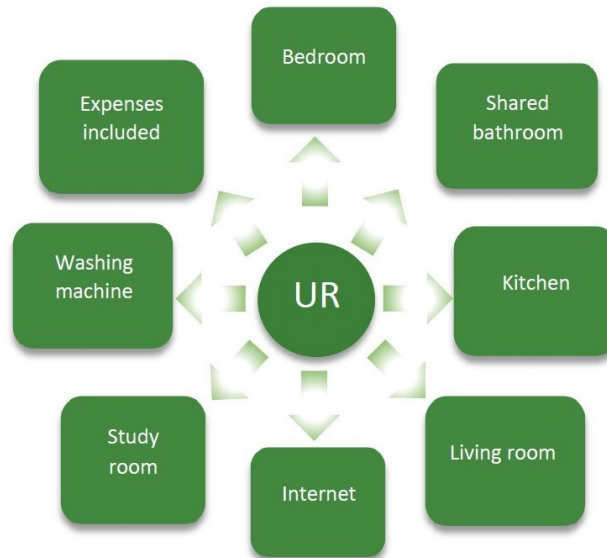 Bedroom
Expenses
included
Shared
bathroom
Washing
machine
UR
Kitchen
Study
room
Internet
Living room